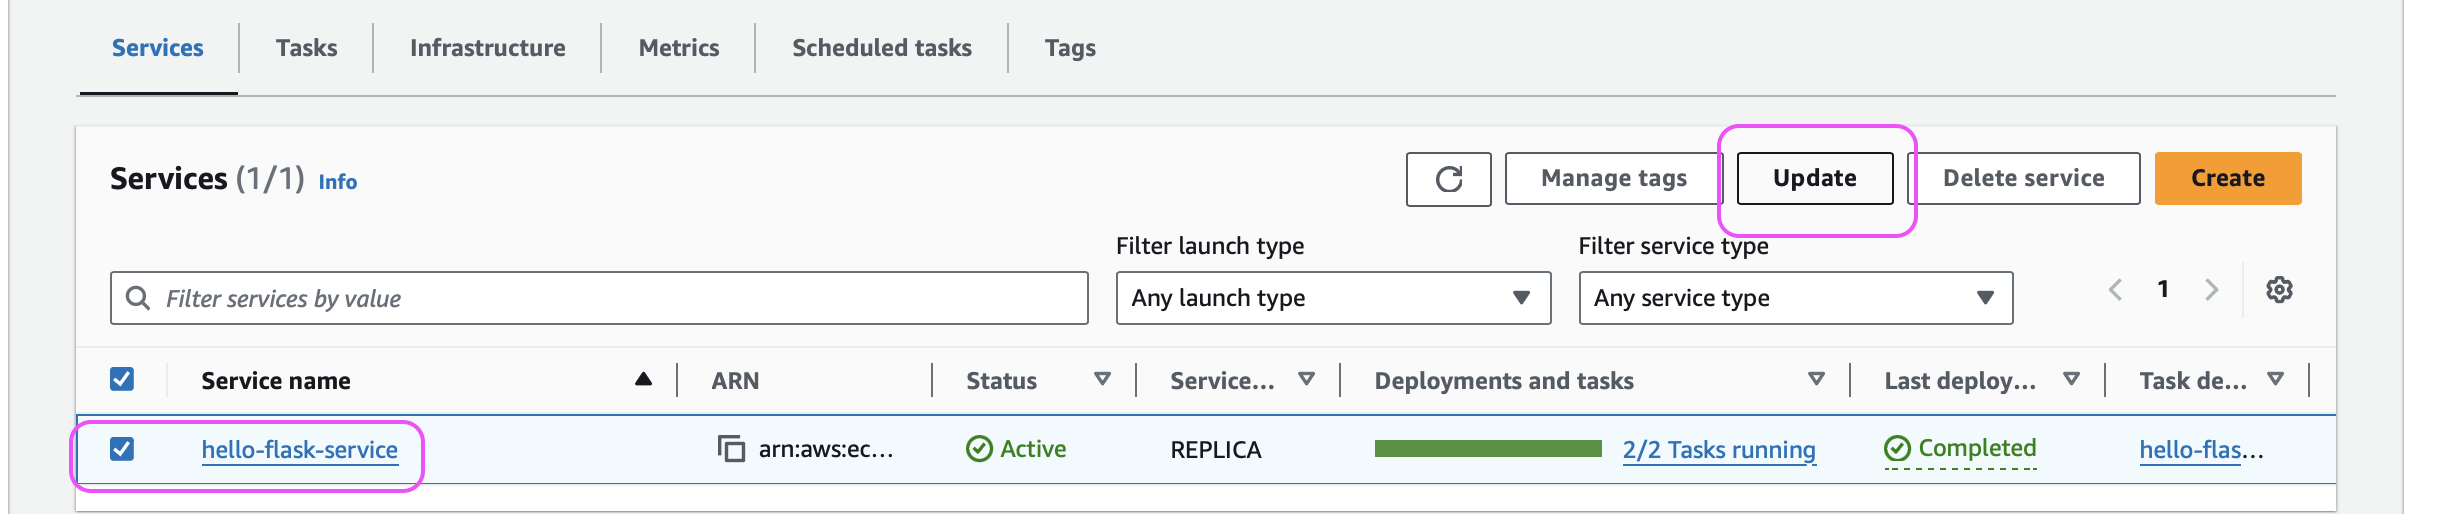 Services Tasks Infrastructure Metrics Scheduled tasks Tags
Services (1/1) Info Manage tags Update Delete service Create
Filter launch type Filter service type
Filter services by value Any launch type Any service type 1
Service name ARN Status Service... Deployments and tasks Last deploy... Task de...
hello-flask-service arn:aws:ec... Active REPLICA 2/2 Tasks running Completed hello-flas...